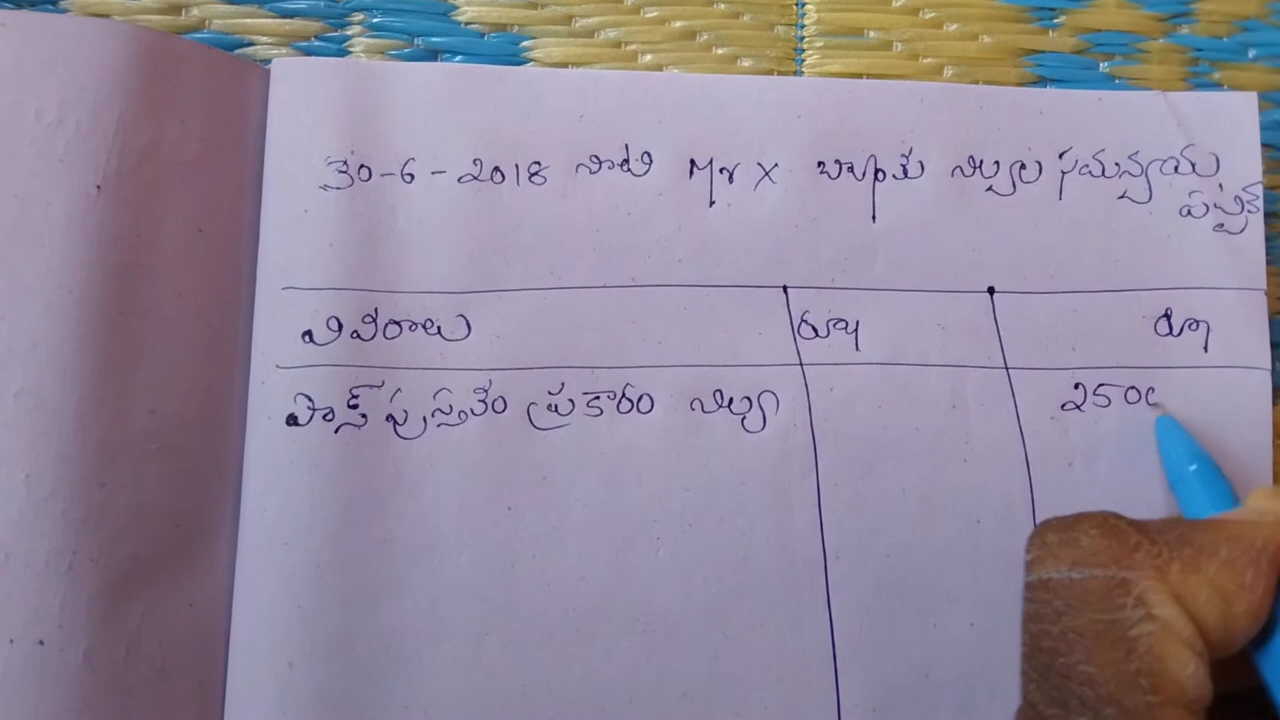 30-6-2018 నాటి Mr X బ్యాంకు నిల్వల సమన్వయ
పట్టిక
వివరాలు రూ రూ
పాస్ పుస్తకం ప్రకారం నిల్వ 2500